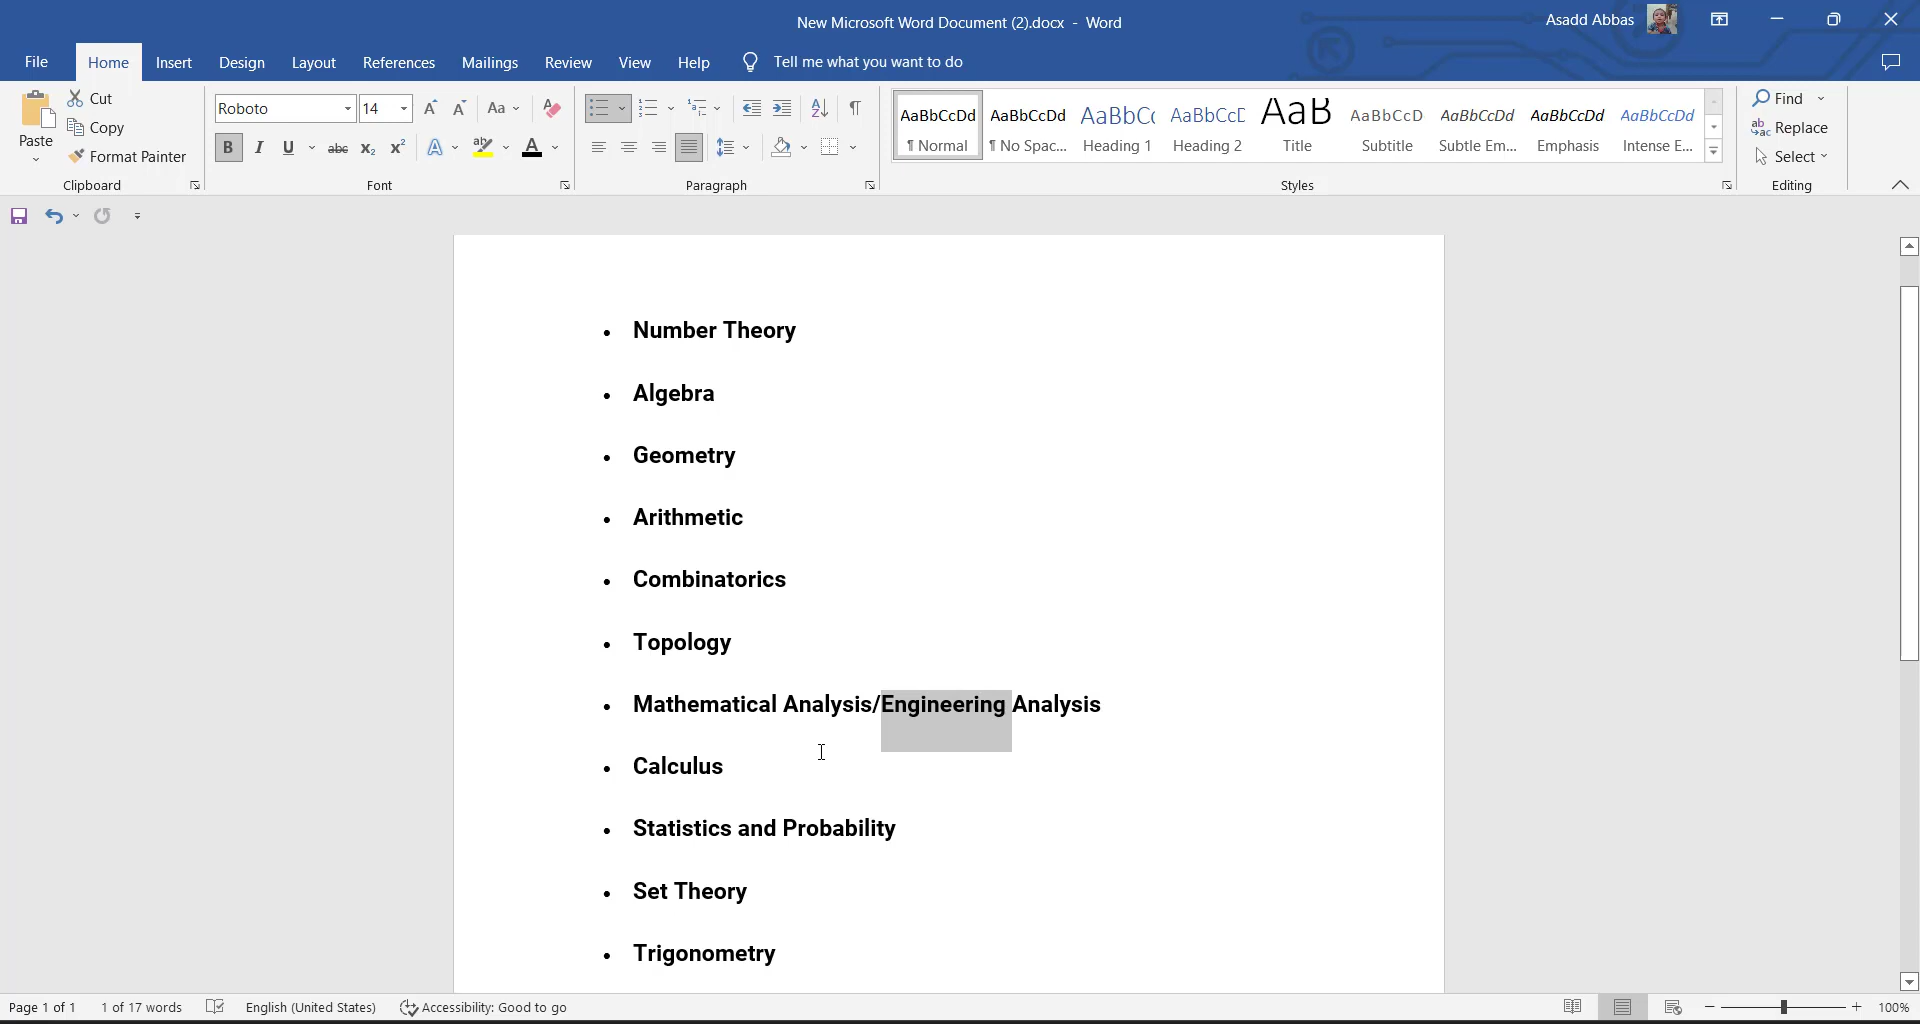 New Microsoft Word Document (2).docx - Word
Asadd Abbas
File Home Insert Design Layout References Mailings Review View Help Tell me what you want to do
Paste
Cut
Copy
Format Painter
Clipboard
Roboto 14
Font
Paragraph
AaBbCcDd AaBbCcDd AaBbC( AaBbCcC AaB AaBbCcD AaBbCcDd AaBbCcDd AaBbCcDd
¶ Normal ¶ No Spac... Heading 1 Heading 2 Title Subtitle Subtle Em... Emphasis Intense E...
Styles
Find
Replace
Select
Editing
• Number Theory
• Algebra
• Geometry
• Arithmetic
• Combinatorics
• Topology
• Mathematical Analysis/Engineering Analysis
• Calculus
• Statistics and Probability
• Set Theory
• Trigonometry
Page 1 of 1 1 of 17 words English (United States) Accessibility: Good to go 100%